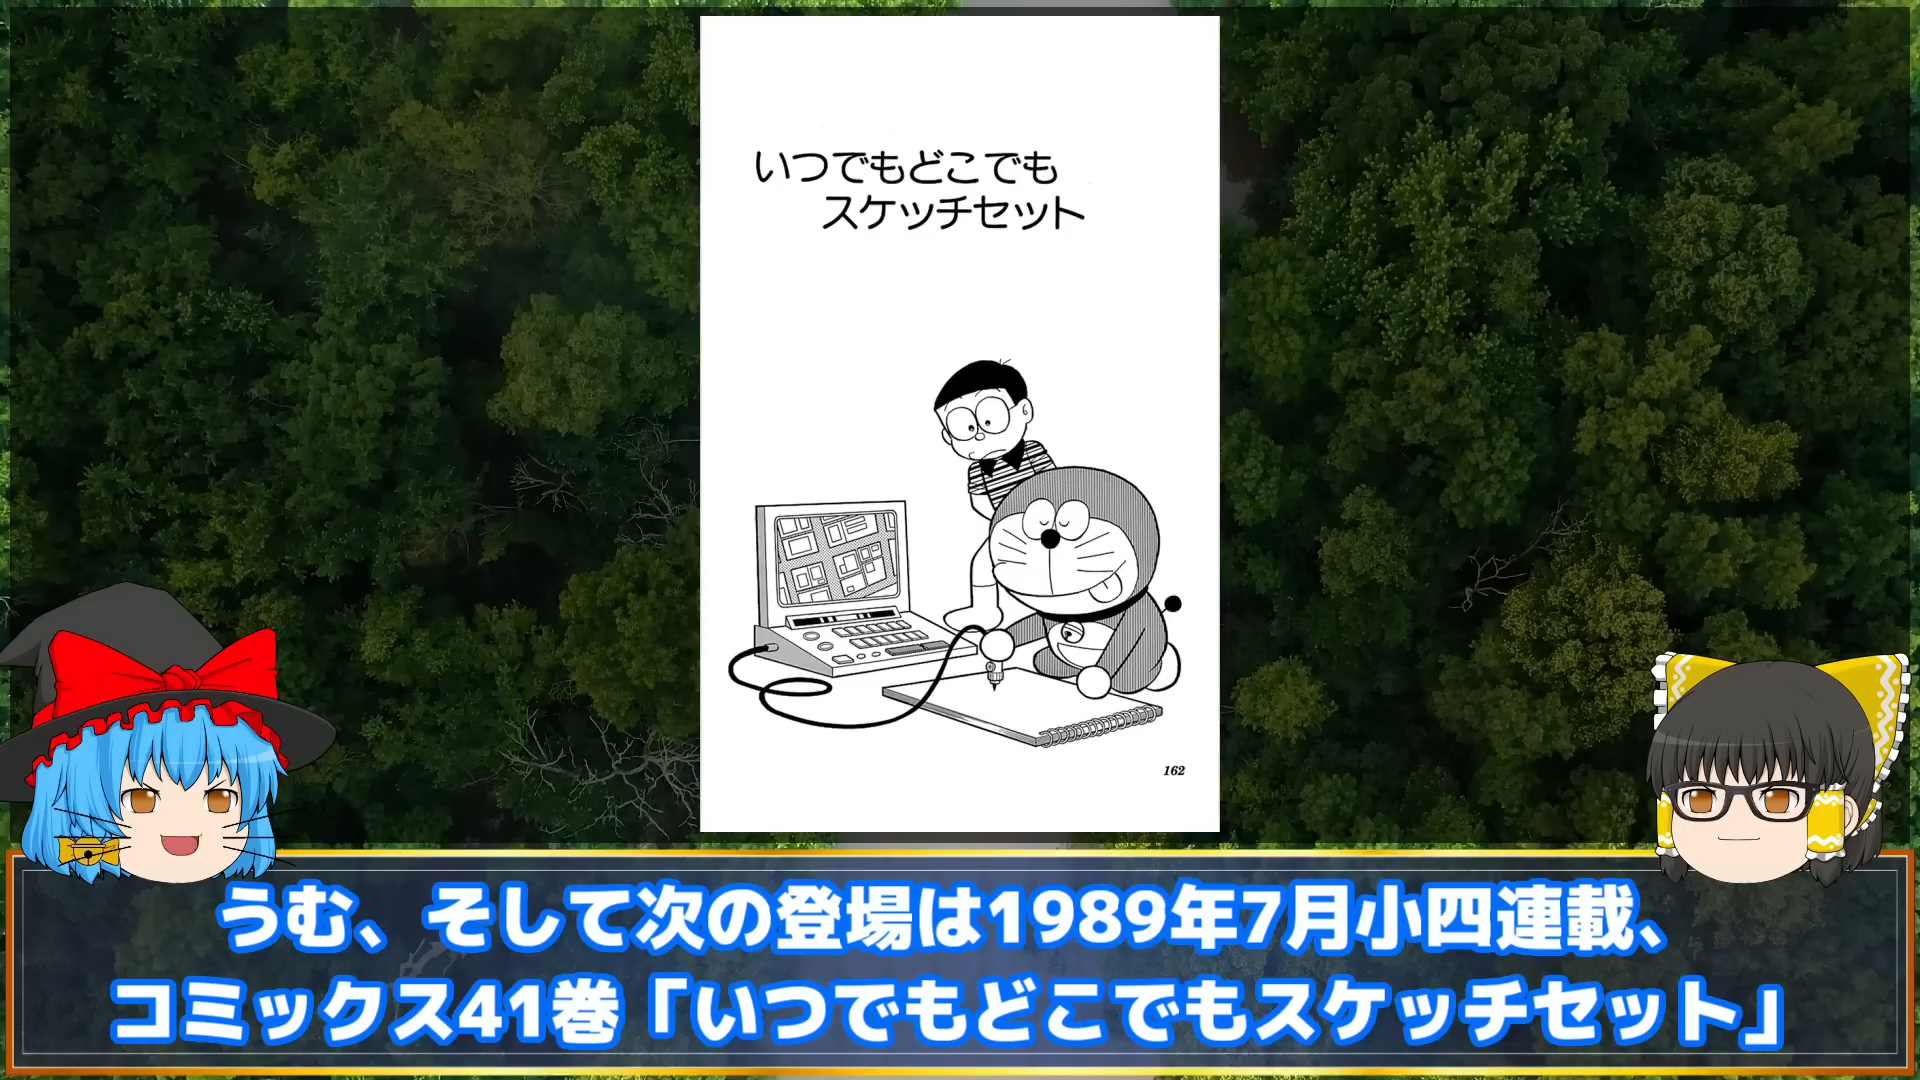 いつでもどこでも
スケッチセット
162
うむ、そして次の登場は1989年7月小四連載、
コミックス41巻「いつでもどこでもスケッチセット」